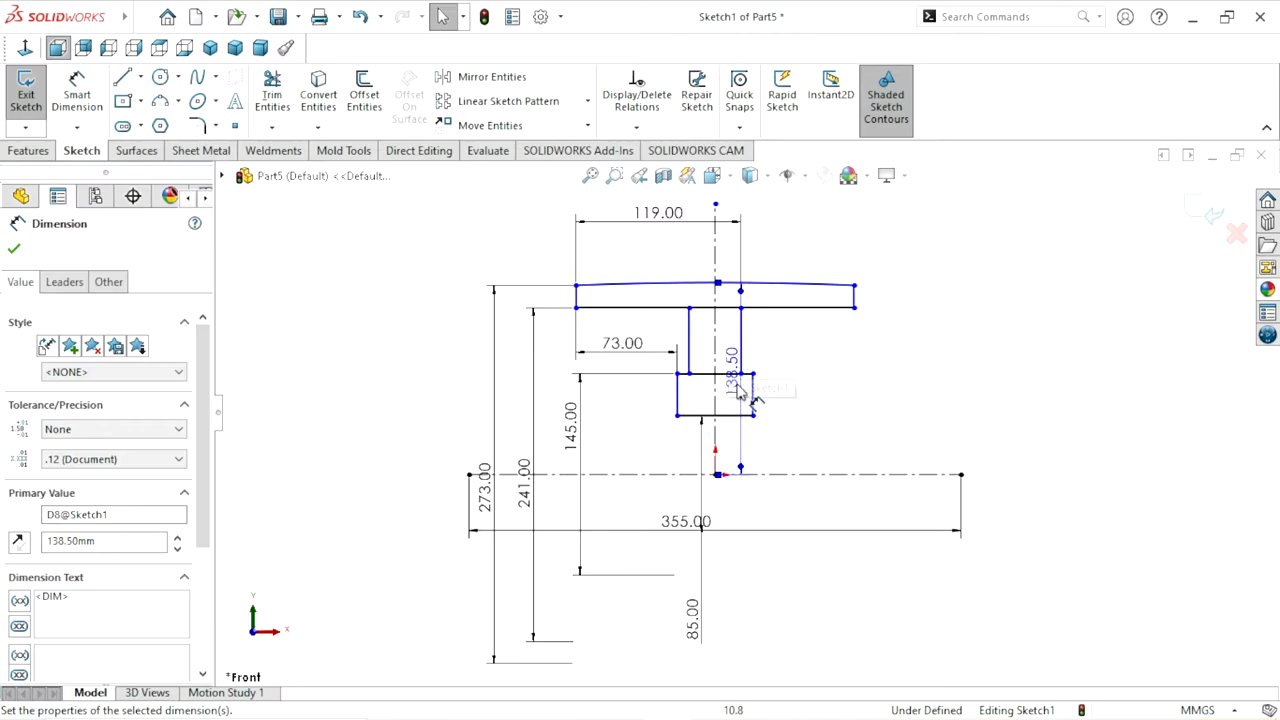 SOLIDWORKS
Sketch1 of Part5 *
Search Commands
Exit Sketch
Smart Dimension
Trim Entities
Convert Entities
Offset Entities
Offset On Surface
Mirror Entities
Linear Sketch Pattern
Move Entities
Display/Delete Relations
Repair Sketch
Quick Snaps
Rapid Sketch
Instant2D
Shaded Sketch Contours
Features
Sketch
Surfaces
Sheet Metal
Weldments
Mold Tools
Direct Editing
Evaluate
SOLIDWORKS Add-Ins
SOLIDWORKS CAM
Part5 (Default) <<Default...
Dimension
Value
Leaders
Other
Style
<NONE>
Tolerance/Precision
None
.12 (Document)
Primary Value
D8@Sketch1
138.50mm
Dimension Text
<DIM>
119.00
73.00
138.50
145.00
241.00
273.00
355.00
85.00
Y
X
*Front
Model
3D Views
Motion Study 1
Set the properties of the selected dimension(s).
10.8
Under Defined
Editing Sketch1
MMGS